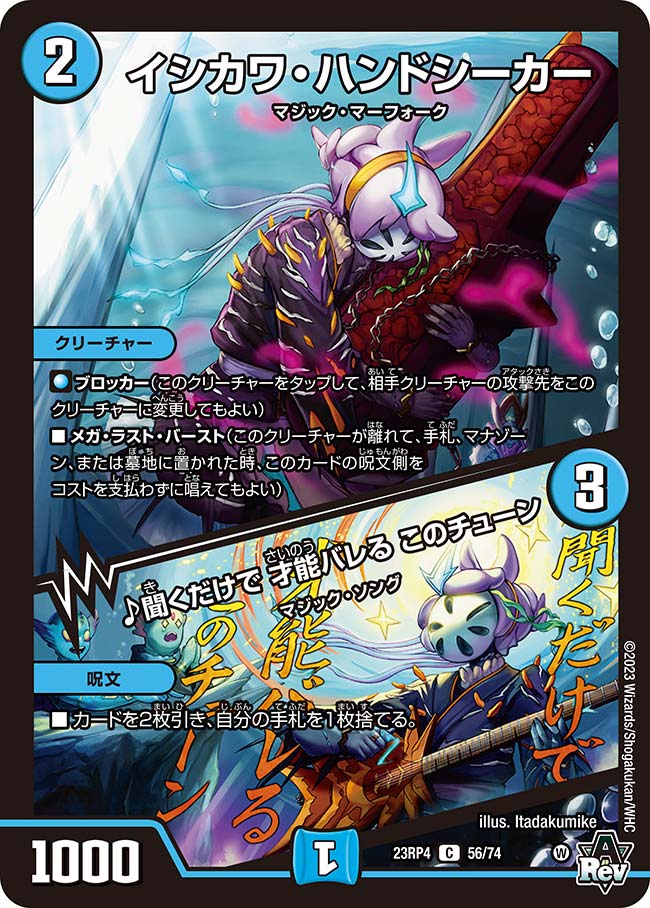 2
イシカワ・ハンドシーカー
マジック・マーフォーク
クリーチャー
ブロッカー(このクリーチャーをタップして、相手クリーチャーの攻撃先をこの
クリーチャーに変更してもよい)
■メガ・ラスト・バースト(このクリーチャーが離れて、手札、マナゾー
ン、または墓地に置かれた時、このカードの呪文側を
コストを支払わずに唱えてもよい)
3
♪聞くだけで 才能バレる このチューン
マジック・ソング
聞くだけで
才能バレる
このチューン
呪文
■カードを2枚引き、自分の手札を1枚捨てる。
illus. Itadakumike
©2023 Wizards/Shogakukan/WHC
1000
1
23RP4 C 56/74
W
A
Rev